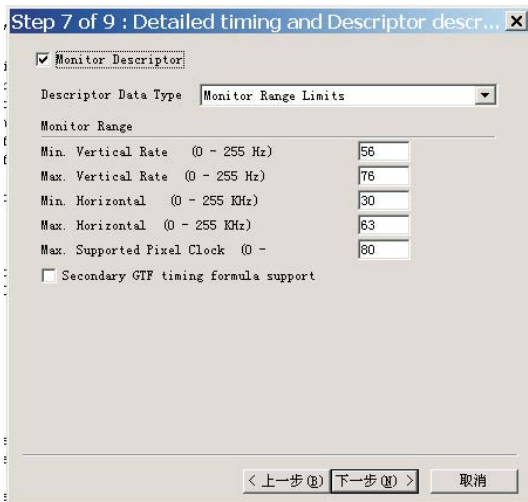 Step 7 of 9 : Detailed timing and Descriptor descr...
Monitor Descriptor
Descriptor Data Type Monitor Range Limits
Monitor Range
Min. Vertical Rate (0 - 255 Hz) 56
Max. Vertical Rate (0 - 255 Hz) 76
Min. Horizontal (0 - 255 KHz) 30
Max. Horizontal (0 - 255 KHz) 63
Max. Supported Pixel Clock (0 - 80
Secondary GTF timing formula support
< 上一步(B) 下一步(N) > 取消